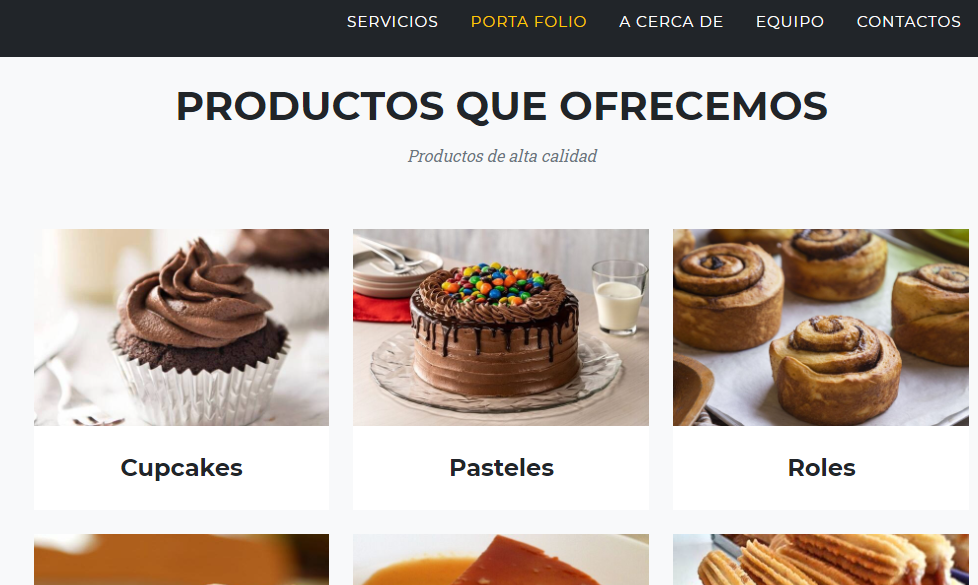 SERVICIOS PORTA FOLIO A CERCA DE EQUIPO CONTACTOS
PRODUCTOS QUE OFRECEMOS
Productos de alta calidad
Cupcakes Pasteles Roles